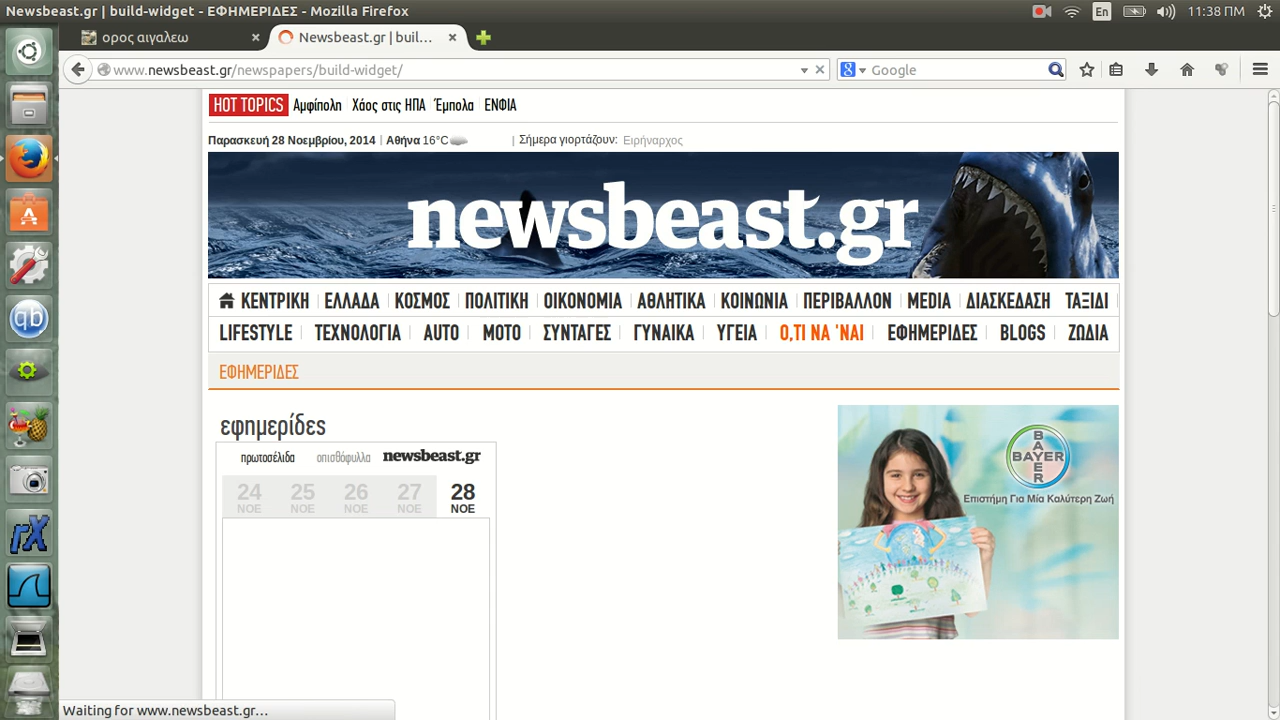 Newsbeast.gr | build-widget - ΕΦΗΜΕΡΙΔΕΣ - Mozilla Firefox
En
11:38 ΠΜ
ορος αιγαλεω
Newsbeast.gr | buil...
www.newsbeast.gr/newspapers/build-widget/
Google
HOT TOPICS Αμφίπολη Χάος στις ΗΠΑ Έμπολα ΕΝΦΙΑ
Παρασκευή 28 Νοεμβρίου, 2014 | Αθήνα 16°C | Σήμερα γιορτάζουν: Ειρήναρχος
newsbeast.gr
ΚΕΝΤΡΙΚΗ ΕΛΛΑΔΑ ΚΟΣΜΟΣ ΠΟΛΙΤΙΚΗ ΟΙΚΟΝΟΜΙΑ ΑΘΛΗΤΙΚΑ ΚΟΙΝΩΝΙΑ ΠΕΡΙΒΑΛΛΟΝ MEDIA ΔΙΑΣΚΕΔΑΣΗ ΤΑΞΙΔΙ
LIFESTYLE ΤΕΧΝΟΛΟΓΙΑ AUTO ΜΟΤΟ ΣΥΝΤΑΓΕΣ ΓΥΝΑΙΚΑ ΥΓΕΙΑ Ο,ΤΙ ΝΑ 'ΝΑΙ ΕΦΗΜΕΡΙΔΕΣ BLOGS ΖΩΔΙΑ
ΕΦΗΜΕΡΙΔΕΣ
εφημερίδες
πρωτοσέλιδα οπισθόφυλλα newsbeast.gr
24 25 26 27 28
ΝΟΕ ΝΟΕ ΝΟΕ ΝΟΕ ΝΟΕ
BAYER
BAYER
Επιστήμη Για Μία Καλύτερη Ζωή
qb
rX
Waiting for www.newsbeast.gr...